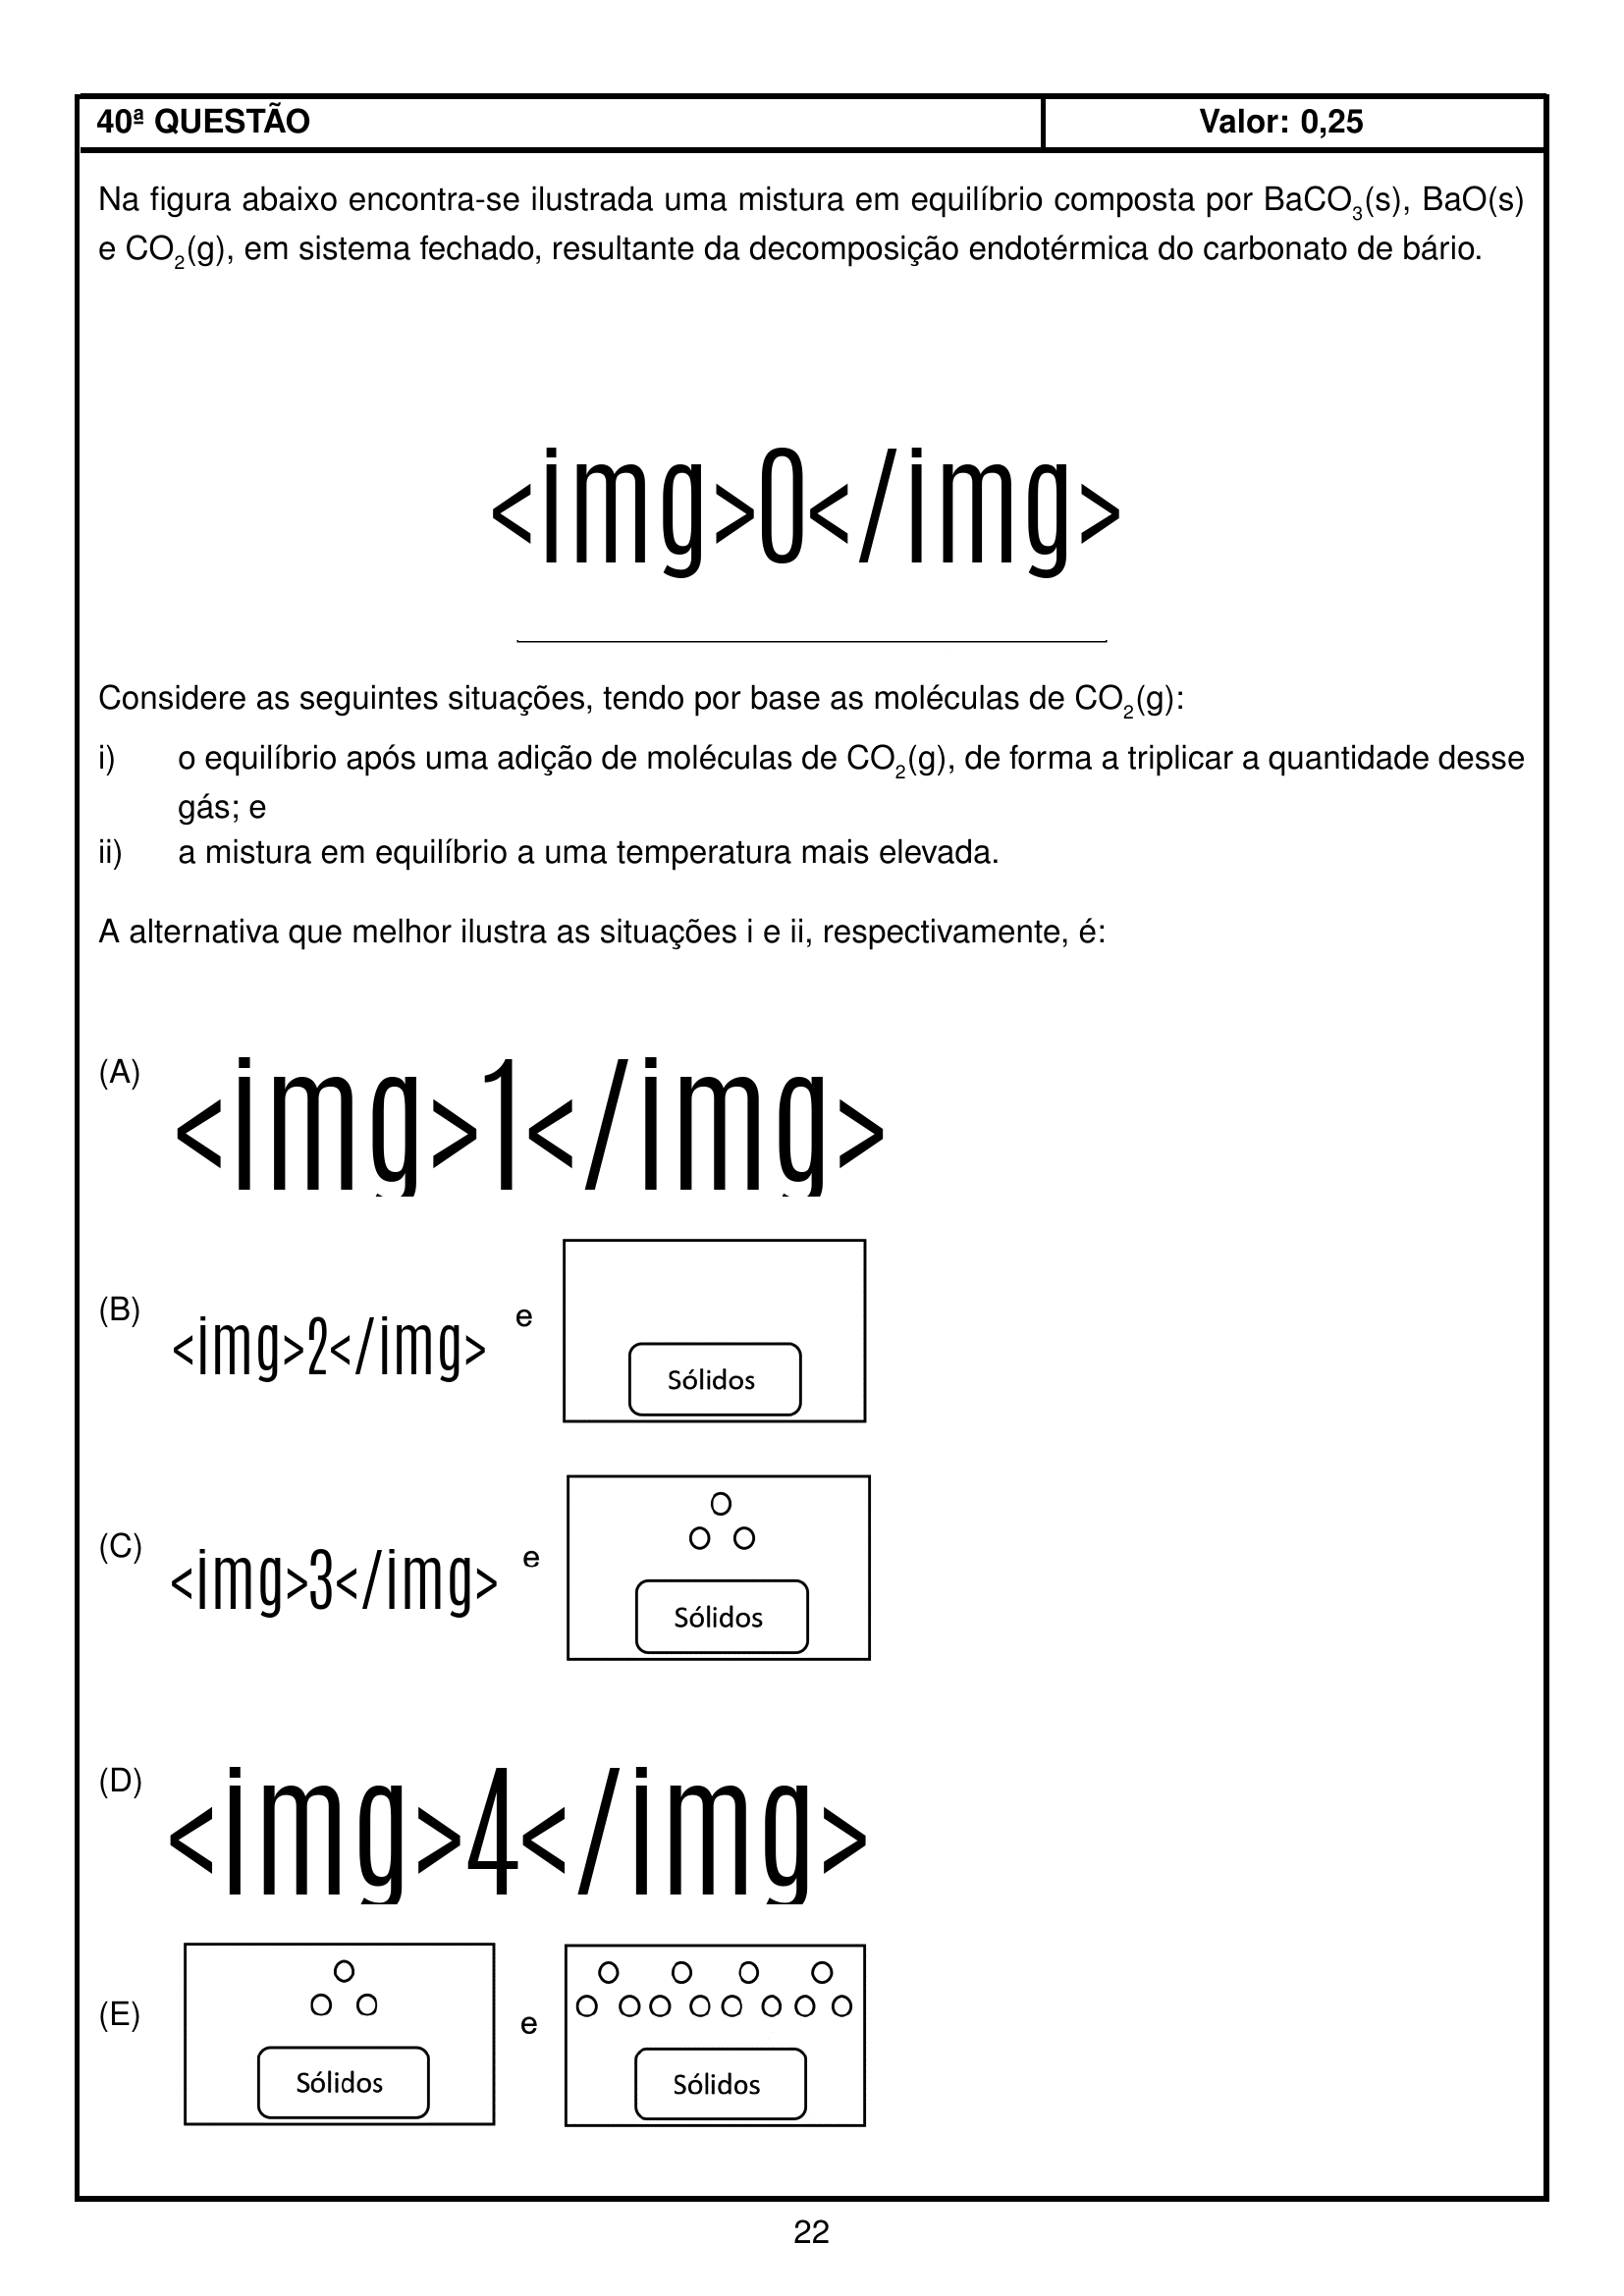 40ª QUESTÃO Valor: 0,25
Na figura abaixo encontra-se ilustrada uma mistura em equilíbrio composta por BaCO₃(s), BaO(s)
e CO₂(g), em sistema fechado, resultante da decomposição endotérmica do carbonato de bário.
<img>0</img>
Considere as seguintes situações, tendo por base as moléculas de CO₂(g):
i) o equilíbrio após uma adição de moléculas de CO₂(g), de forma a triplicar a quantidade desse
gás; e
ii) a mistura em equilíbrio a uma temperatura mais elevada.
A alternativa que melhor ilustra as situações i e ii, respectivamente, é:
(A) <img>1</img>
(B) <img>2</img> e
Sólidos
(C) <img>3</img> e
Sólidos
(D) <img>4</img>
(E) e
Sólidos Sólidos
22